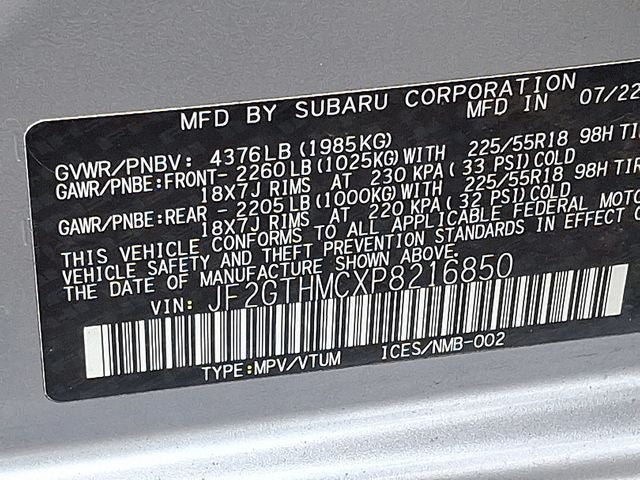 MFD BY SUBARU CORPORATION
MFD IN 07/22
GVWR/PNBV: 4376LB(1985KG)
GAWR/PNBE:FRONT-2260LB(1025KG)WITH 225/55R18 98H
18X7J RIMS AT 230 KPA(33 PSI)COLD
GAWR/PNBE:REAR -2205LB(1000KG)WITH 225/55R18 98H
18X7J RIMS AT 220 KPA(32 PSI)COLD
THIS VEHICLE CONFORMS TO ALL APPLICABLE FEDERAL
VEHICLE SAFETY AND THEFT PREVENTION STANDARDS IN EFFECT
THE DATE OF MANUFACTURE SHOWN ABOVE.
VIN: JF2GTHMCXP8216850
TYPE:MPV/VTUM ICES/NMB-002